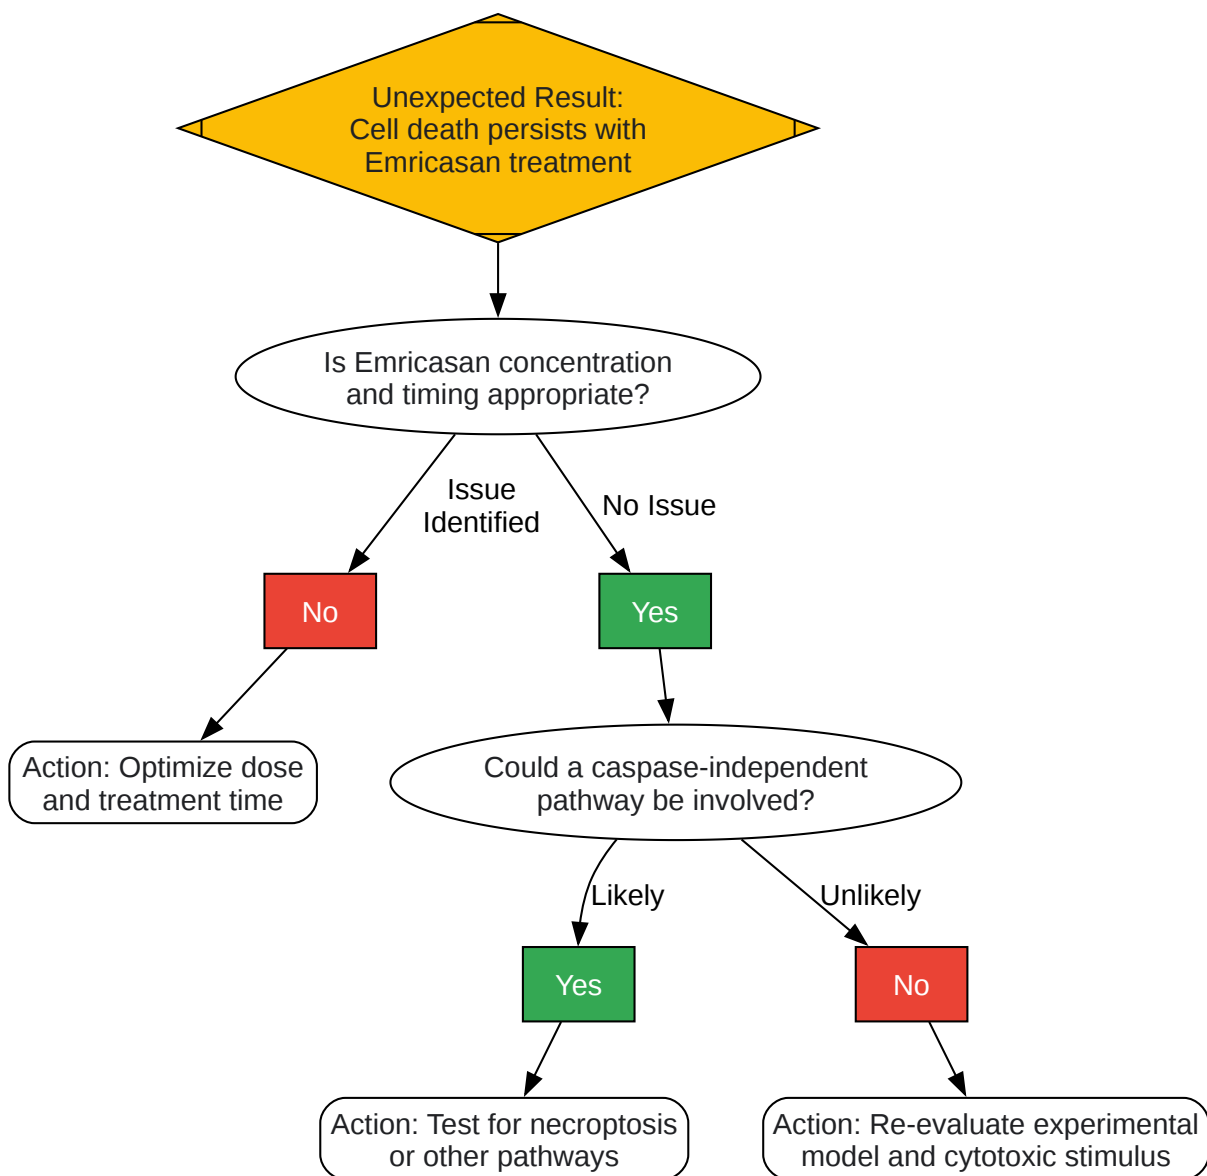 Unexpected Result:
Cell death persists with
Emricasan treatment
Is Emricasan concentration
and timing appropriate?
Issue
Identified
No Issue
No
Yes
Action: Optimize dose
and treatment time
Could a caspase-independent
pathway be involved?
Likely
Unlikely
Yes
No
Action: Test for necroptosis
or other pathways
Action: Re-evaluate experimental
model and cytotoxic stimulus